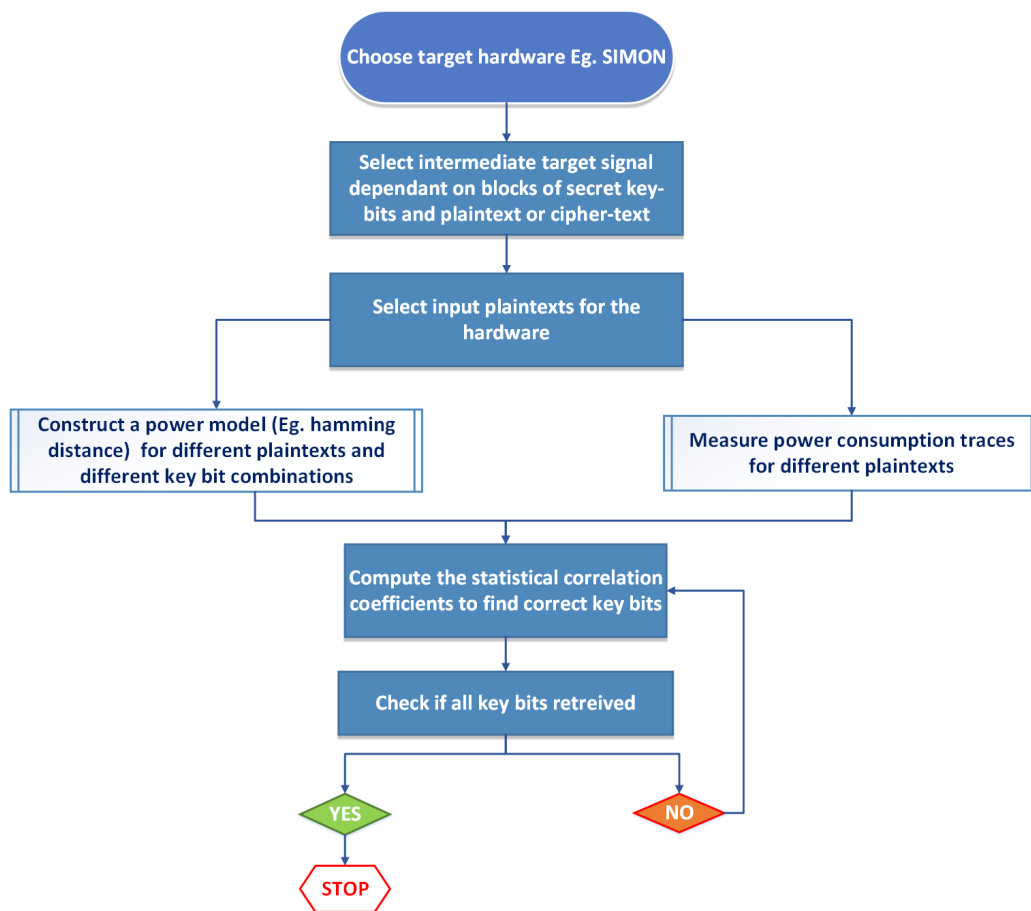 Choose target hardware Eg. SIMON
Select intermediate target signal
dependant on blocks of secret key-
bits and plaintext or cipher-text
Select input plaintexts for the
hardware
Construct a power model (Eg. hamming
distance)  for different plaintexts and
different key bit combinations
Measure power consumption traces
for different plaintexts
Compute the statistical correlation
coefficients to find correct key bits
Check if all key bits retreived
YES
NO
STOP